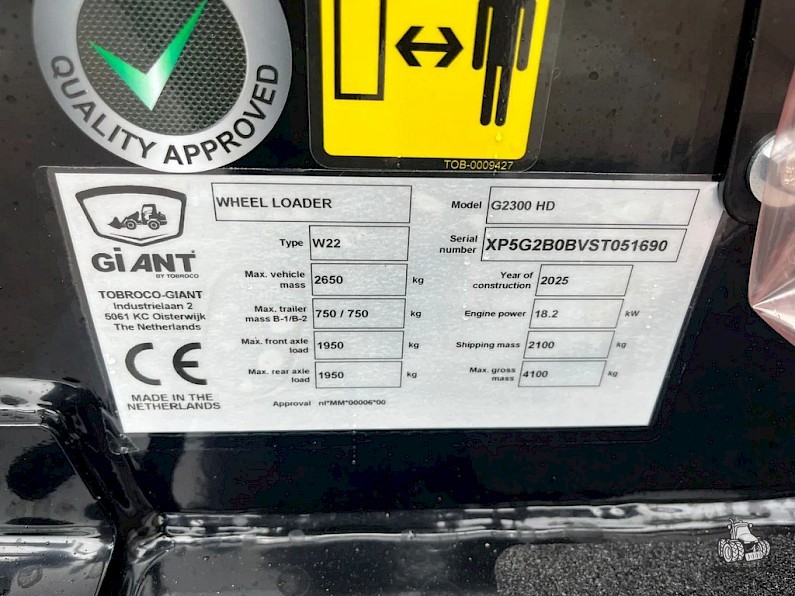 QUALITY APPROVED
TOB-0009427
WHEEL LOADER
Model G2300 HD
GiANT
BY TOBROCO
Type W22
Serial number XP5G2B0BVST051690
Max. vehicle mass 2650 kg
Year of construction 2025
TOBROCO-GIANT
Industrielaan 2
5061 KC Oisterwijk
The Netherlands
Max. trailer mass B-1/B-2 750 / 750 kg
Engine power 18.2 kW
Max. front axle load 1950 kg
Shipping mass 2100 kg
CE
Max. rear axle load 1950 kg
Max. gross mass 4100 kg
MADE IN THE NETHERLANDS
Approval nl*MM*00006*00